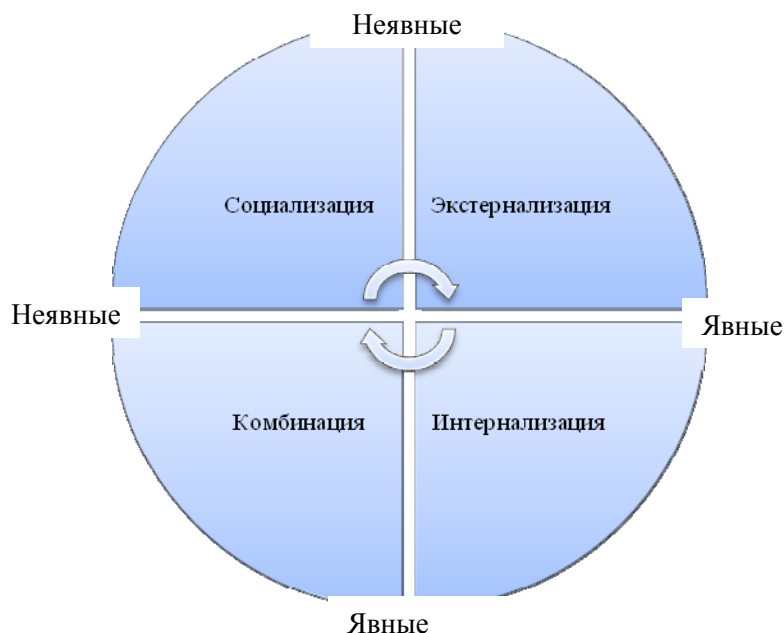 Неявные
Социализация
Экстернализация
Неявные
Явные
Комбинация
Интернализация
Явные